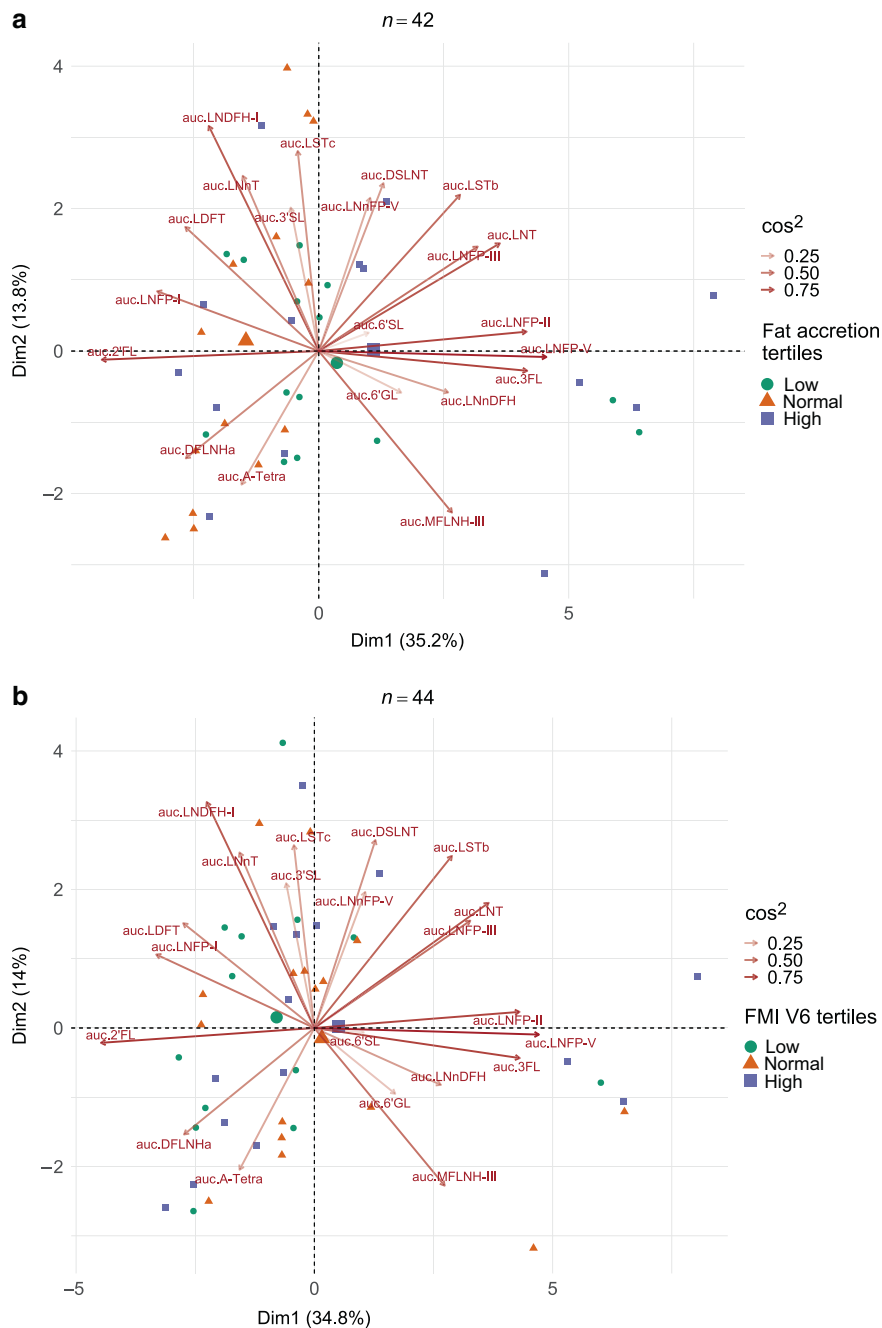 a
n = 42
4
auc.LNDFH-I
auc.LSTc
auc.DSLNT
auc.LNnT
auc.LSTb
2
auc.LNnFP-V
auc.LDFT
auc.3'SL
auc.LNT
auc.LNFP-III
auc.LNFP-I
auc.6'SL
auc.LNFP-II
0
auc.2'FL
auc.LNFP-V
auc.3FL
auc.6'GL
auc.LNnDFH
auc.DFLNHa
auc.A-Tetra
−2
auc.MFLNH-III
0
5
Dim1 (35.2%)
Dim2 (13.8%)
cos2
0.25
0.50
0.75
Fat accretion
tertiles
Low
Normal
High
b
n = 44
4
auc.LNDFH-I
auc.LSTc
auc.DSLNT
auc.LNnT
auc.LSTb
auc.3'SL
2
auc.LNnFP-V
auc.LNT
auc.LDFT
auc.LNFP-III
auc.LNFP-I
auc.LNFP-II
0
auc.2'FL
auc.6'SL
auc.LNFP-V
auc.3FL
auc.LNnDFH
auc.6'GL
auc.DFLNHa
−2
auc.A-Tetra
auc.MFLNH-III
−5
0
5
Dim1 (34.8%)
Dim2 (14%)
cos2
0.25
0.50
0.75
FMI V6 tertiles
Low
Normal
High